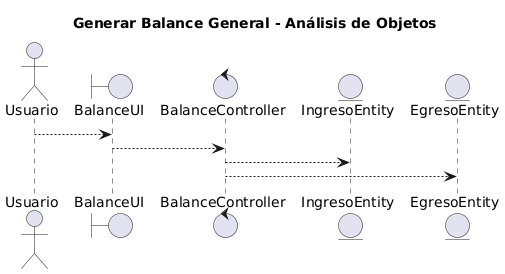 Generar Balance General - Análisis de Objetos
Usuario BalanceUI BalanceController IngresoEntity EgresoEntity
Usuario BalanceUI BalanceController IngresoEntity EgresoEntity